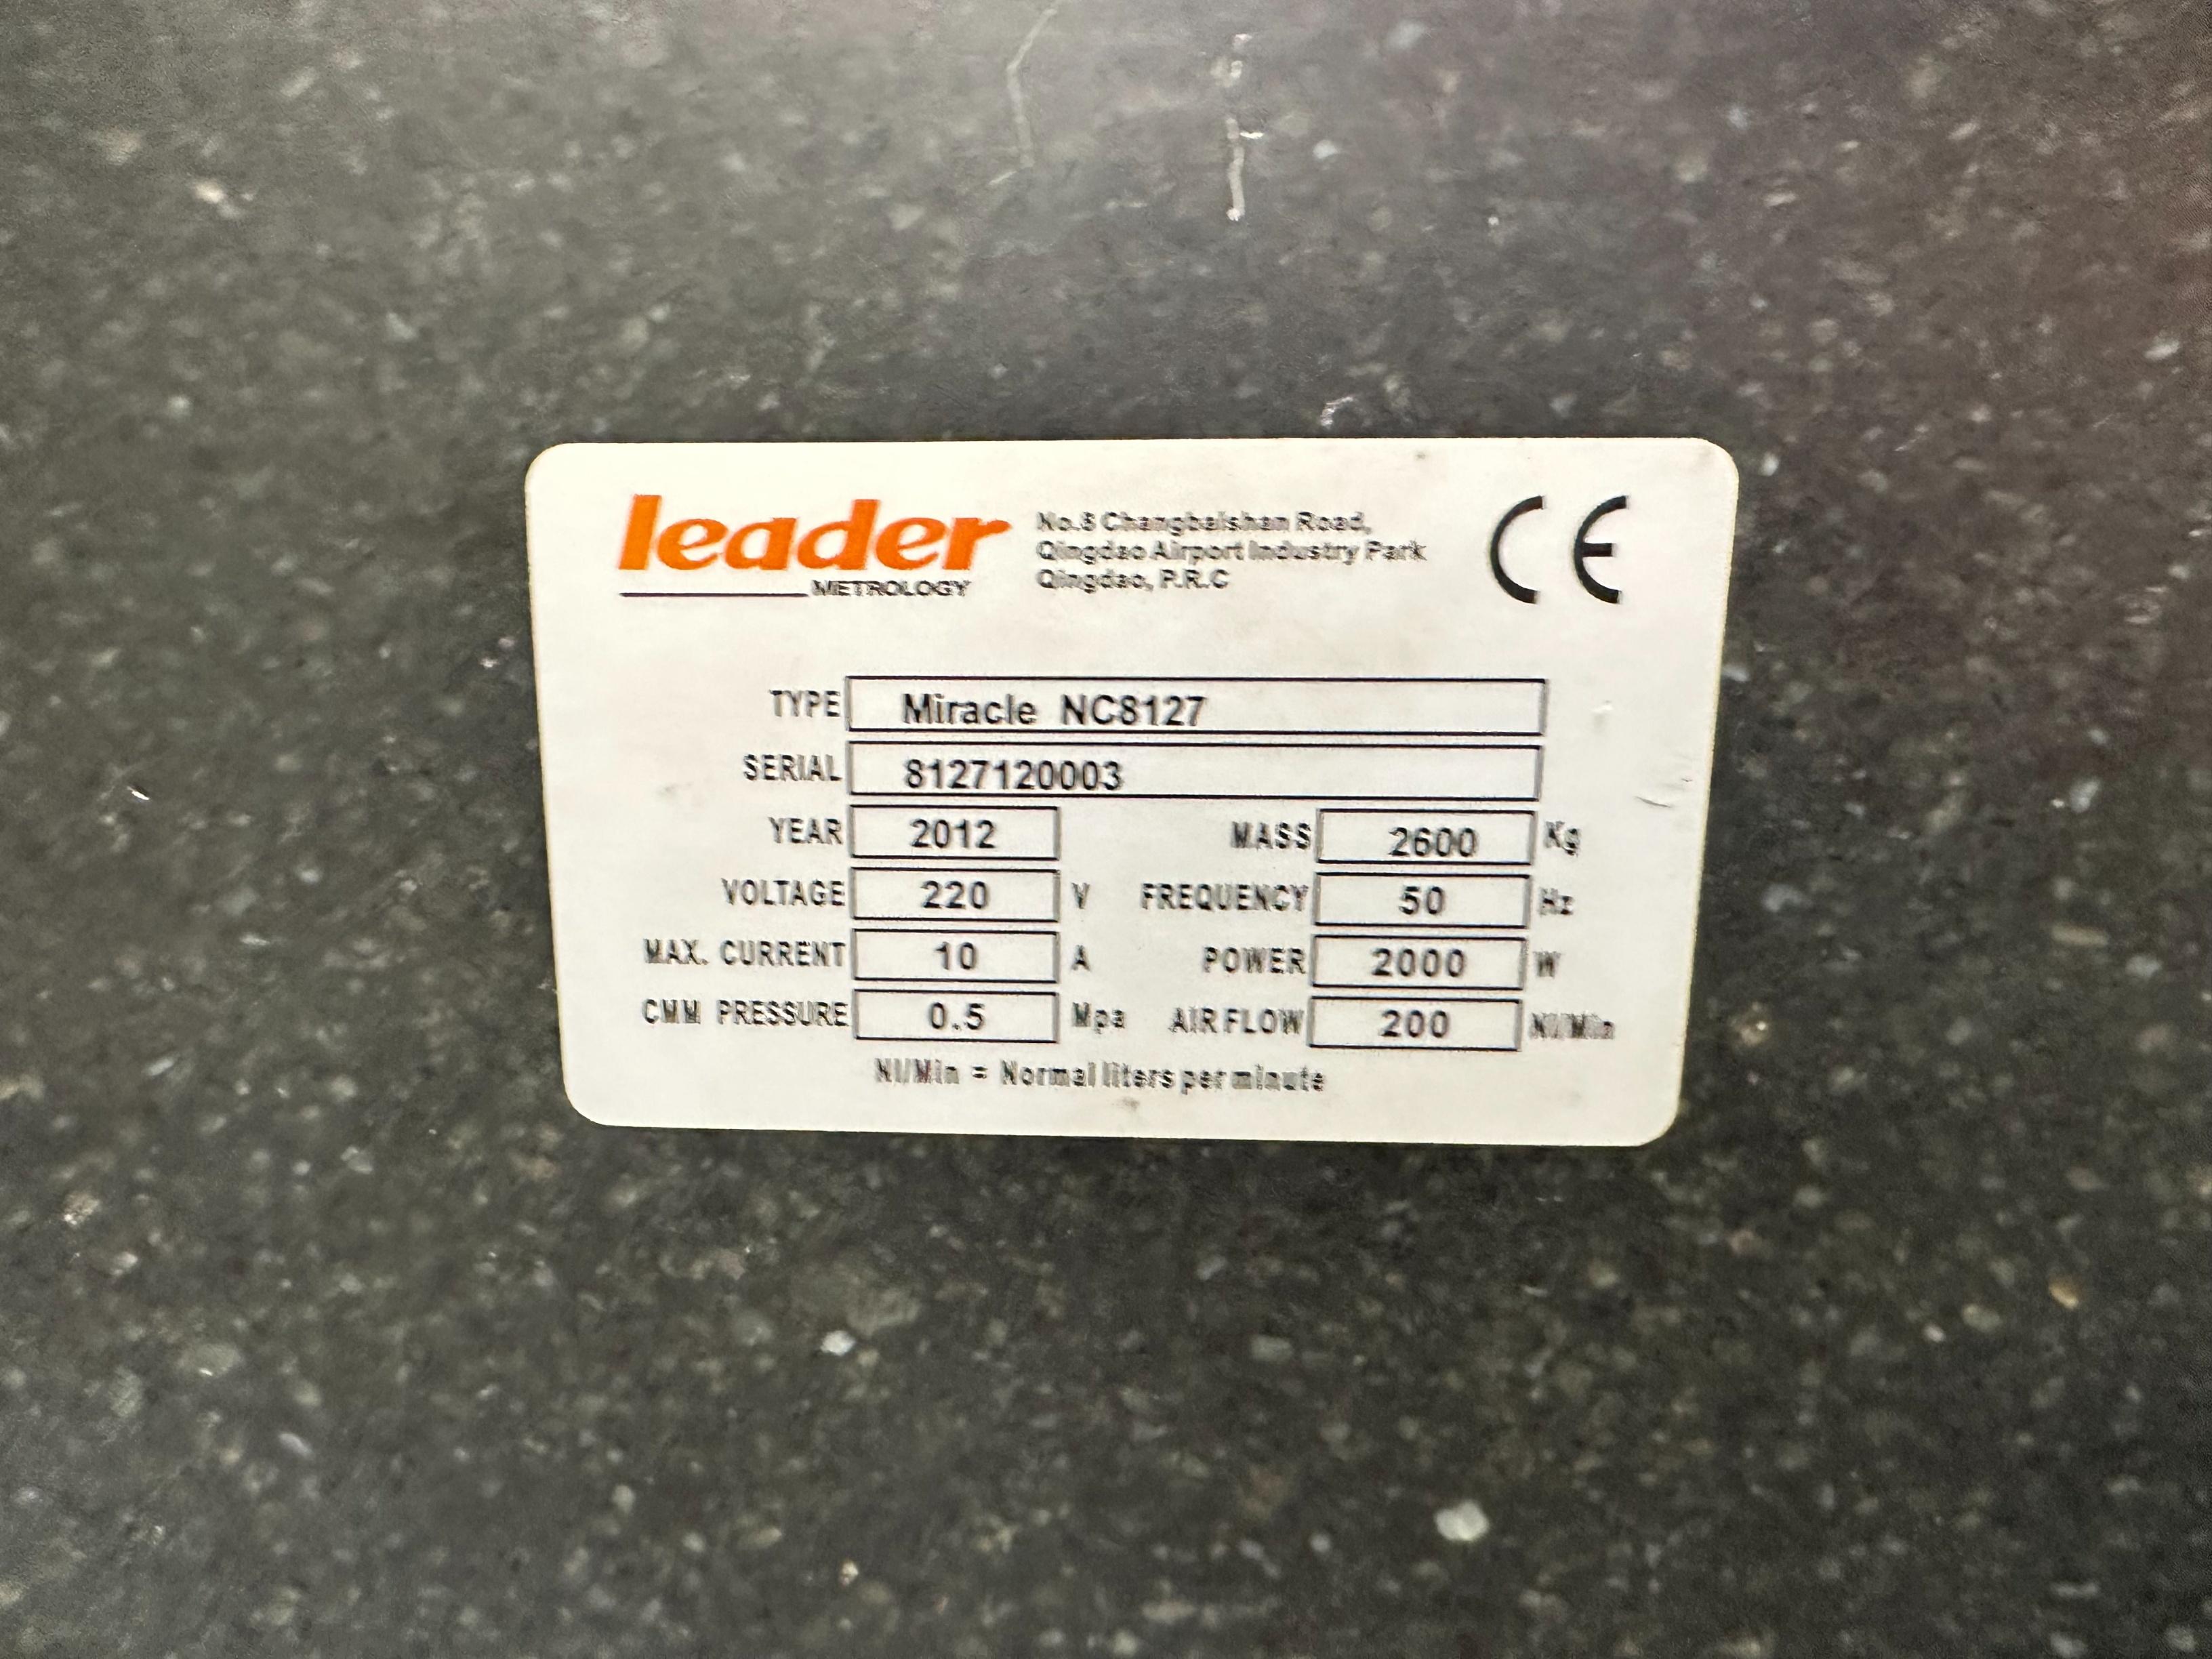 leader
METROLOGY
No.8 Changbaishan Road,
Qingdao Airport Industry Park
Qingdao, P.R.C
CE
TYPE Miracle NC8127
SERIAL 8127120003
YEAR 2012 MASS 2600 Kg
VOLTAGE 220 V FREQUENCY 50 Hz
MAX. CURRENT 10 A POWER 2000 W
CMM PRESSURE 0.5 Mpa AIR FLOW 200 Nl/Min
Nl/Min = Normal liters per minute